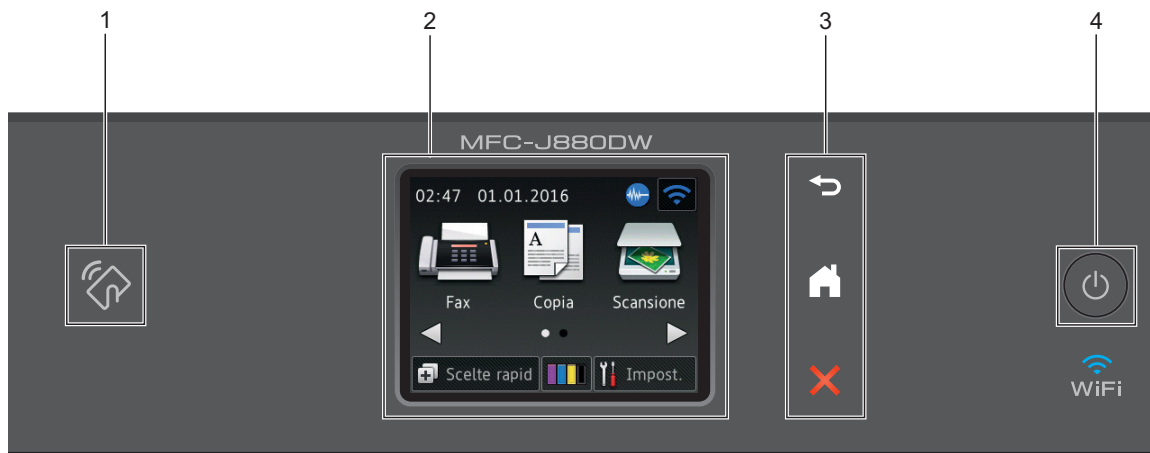 1 2 3 4
MFC-J880DW
02:47 01.01.2016
A
Fax Copia Scansione
Scelte rapid Impost.
WiFi